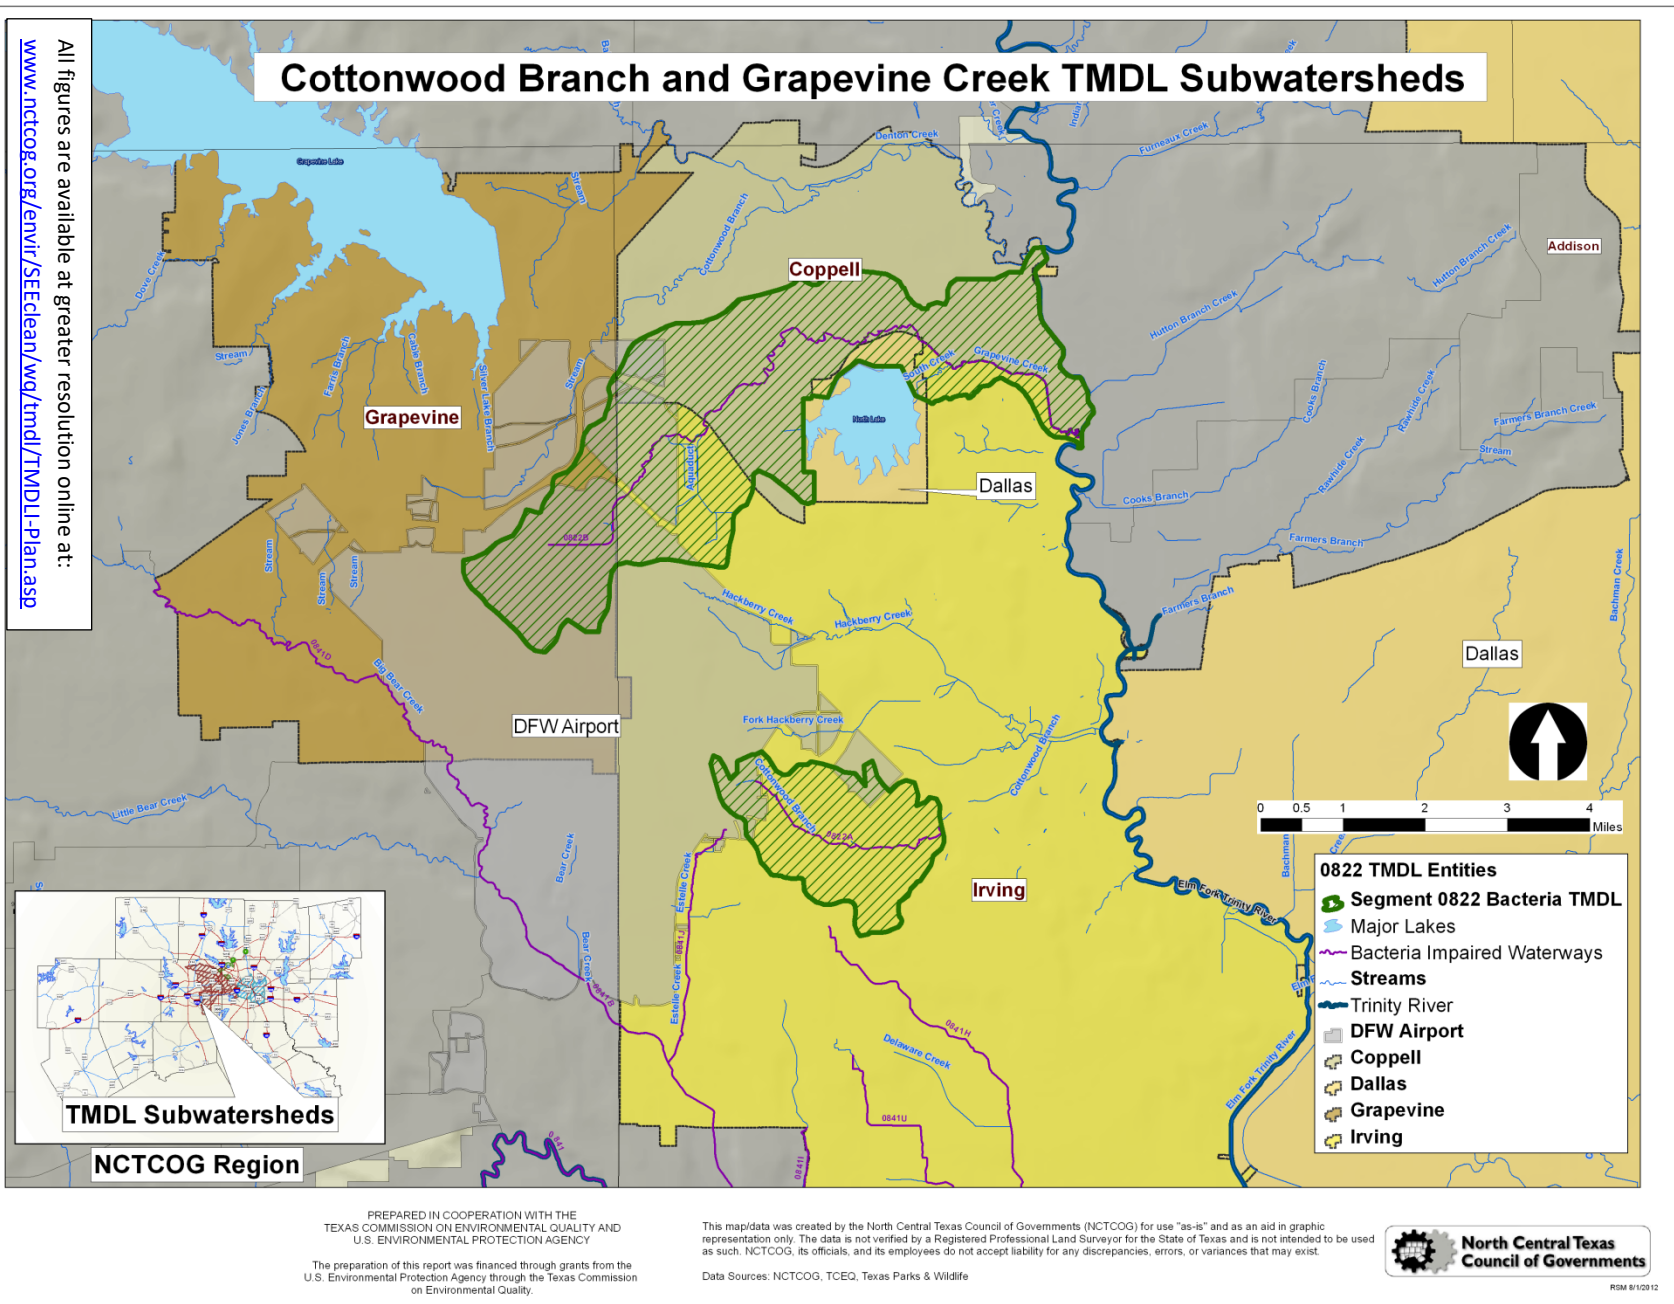 Cottonwood Branch and Grapevine Creek TMDL Subwatersheds
All figures are available at greater resolution online at:
www.nctcog.org/envir/SEEclean/wq/tmdl/TMDLI-Plan.asp
Grapevine Lake
Denton Creek
Furneaux Creek
Stream
Cottonwood Branch
Addison
Hutton Branch Creek
Dove Creek
Coppell
Hutton Branch Creek
Stream
Farris Branch
Cable Branch
Silver Lake Branch
Stream
South Creek
Grapevine Creek
Cooks Branch
Rawhide Creek
Jones Branch
Grapevine
North Lake
Farmers Branch Creek
Stream
Aquaduct
Rawhide Creek
Dallas
Cooks Branch
0822B
Farmers Branch
Stream
Stream
Stream
Bachman Creek
Farmers Branch
Hackberry Creek
Hackberry Creek
0841D
Big Bear Creek
Dallas
DFW Airport
Fork Hackberry Creek
Cottonwood Branch
Little Bear Creek
Cottonwood Branch
0822A
0 0.5 1 2 3 4
Miles
Bear Creek
Estelle Creek
Irving
Elm Fork Trinity River
Bachman
0841J
Bear Creek
Estelle Creek
0841B
0841H
Delaware Creek
Elm Fork Trinity River
0841U
0841
0841I
0822 TMDL Entities
Segment 0822 Bacteria TMDL
Major Lakes
Bacteria Impaired Waterways
Streams
Trinity River
DFW Airport
Coppell
Dallas
Grapevine
Irving
TMDL Subwatersheds
NCTCOG Region
PREPARED IN COOPERATION WITH THE
TEXAS COMMISSION ON ENVIRONMENTAL QUALITY AND
U.S. ENVIRONMENTAL PROTECTION AGENCY
The preparation of this report was financed through grants from the
U.S. Environmental Protection Agency through the Texas Commission
on Environmental Quality.
This map/data was created by the North Central Texas Council of Governments (NCTCOG) for use "as-is" and as an aid in graphic
representation only. The data is not verified by a Registered Professional Land Surveyor for the State of Texas and is not intended to be used
as such. NCTCOG, its officials, and its employees do not accept liability for any discrepancies, errors, or variances that may exist.
Data Sources: NCTCOG, TCEQ, Texas Parks & Wildlife
North Central Texas
Council of Governments
RSM 8/1/2012